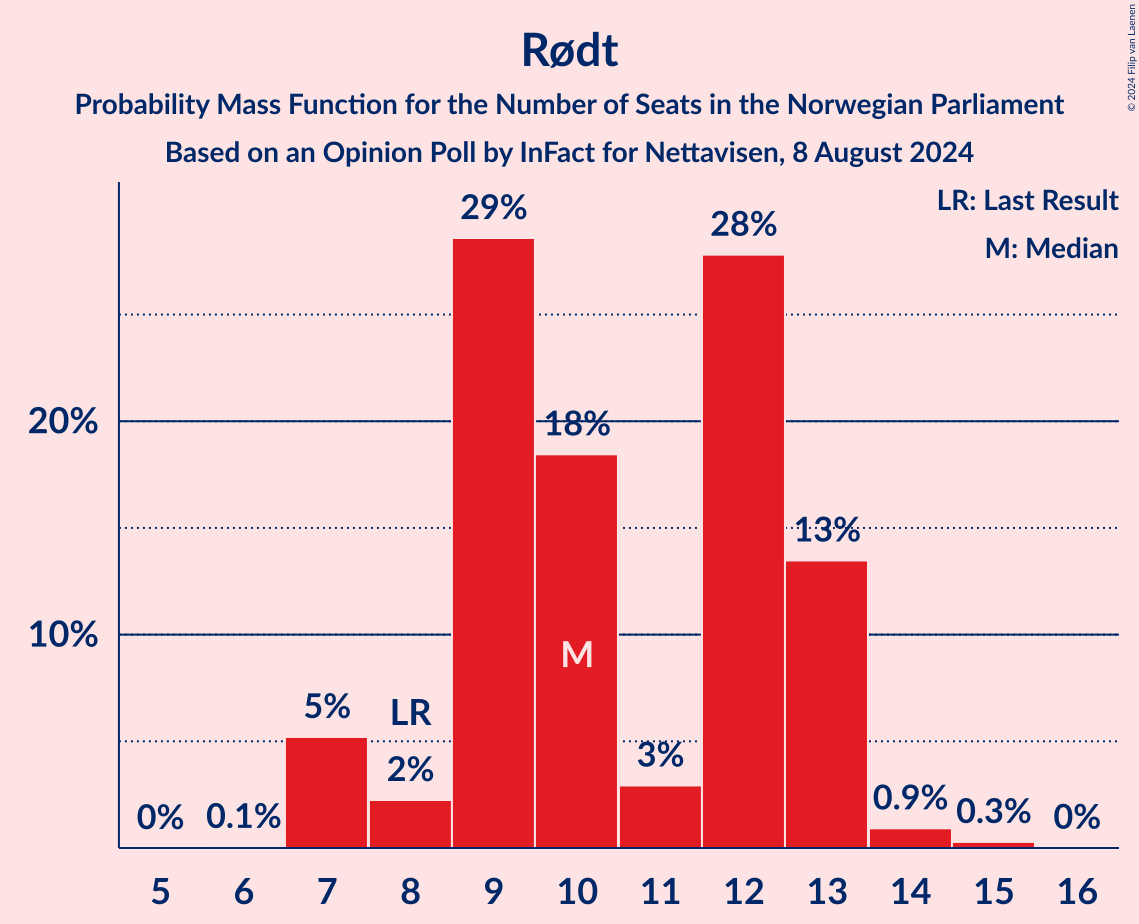 Rødt
Probability Mass Function for the Number of Seats in the Norwegian Parliament
Based on an Opinion Poll by InFact for Nettavisen, 8 August 2024
© 2024 Filip van Laenen
LR: Last Result
M: Median
29%
28%
20%
18%
13%
10%
M
5%
LR
2%
3%
0%
0.1%
0.9%
0.3%
0%
5 6 7 8 9 10 11 12 13 14 15 16